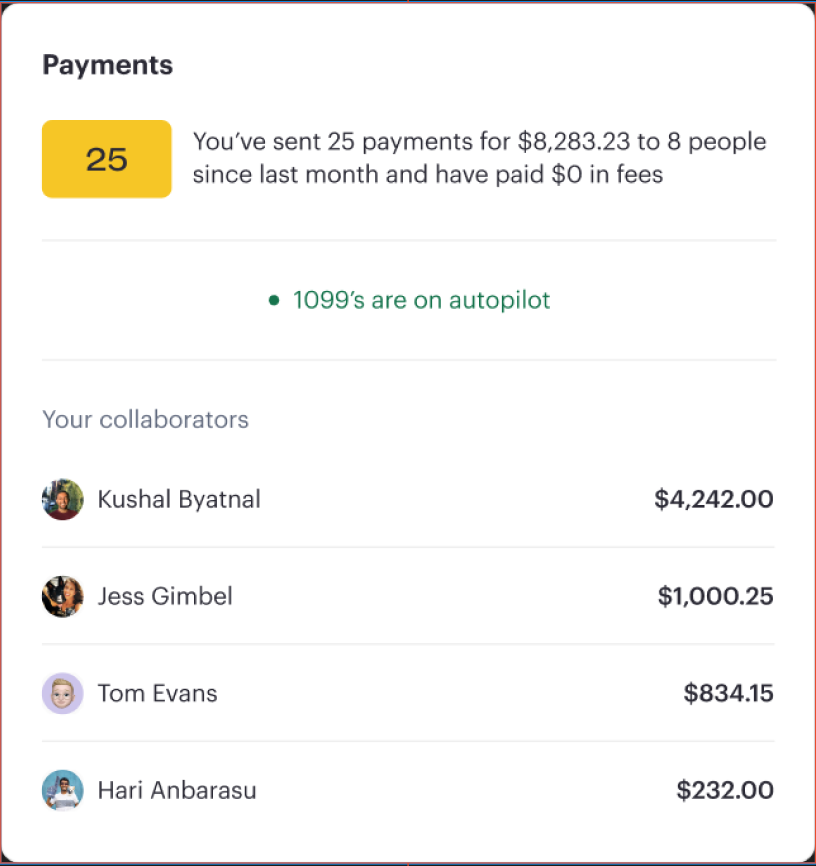 Payments
25
You’ve sent 25 payments for $8,283.23 to 8 people
since last month and have paid $0 in fees
1099’s are on autopilot
Your collaborators
Kushal Byatnal $4,242.00
Jess Gimbel $1,000.25
Tom Evans $834.15
Hari Anbarasu $232.00